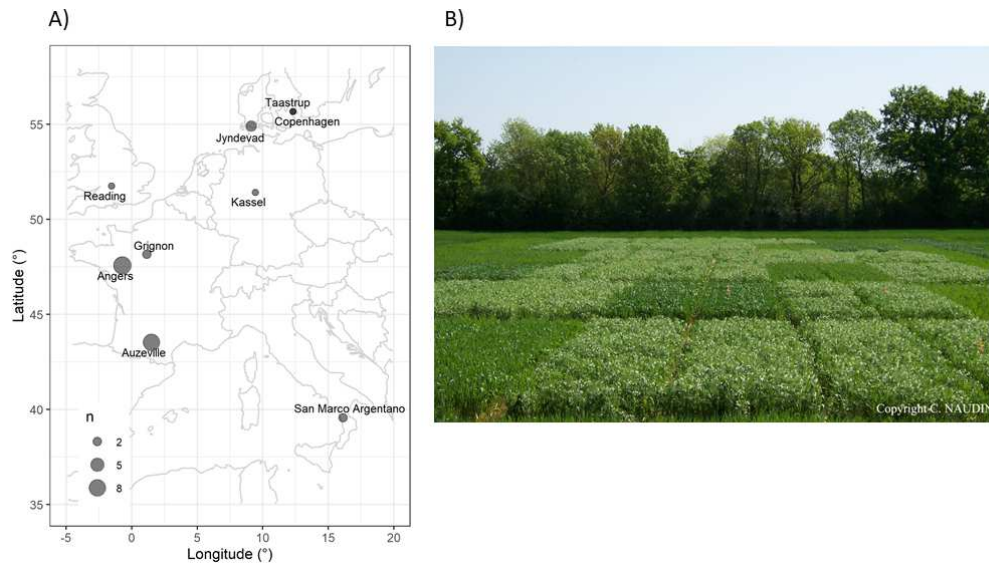 A)
B)
Taastrup
Copenhagen
Jyndevad
Reading
Kassel
Grignon
Angers
Auzeville
San Marco Argentano
n
2
5
8
55
50
45
40
35
Latitude (°)
-5
0
5
10
15
20
Longitude (°)
Copyright-C. NAUDIN